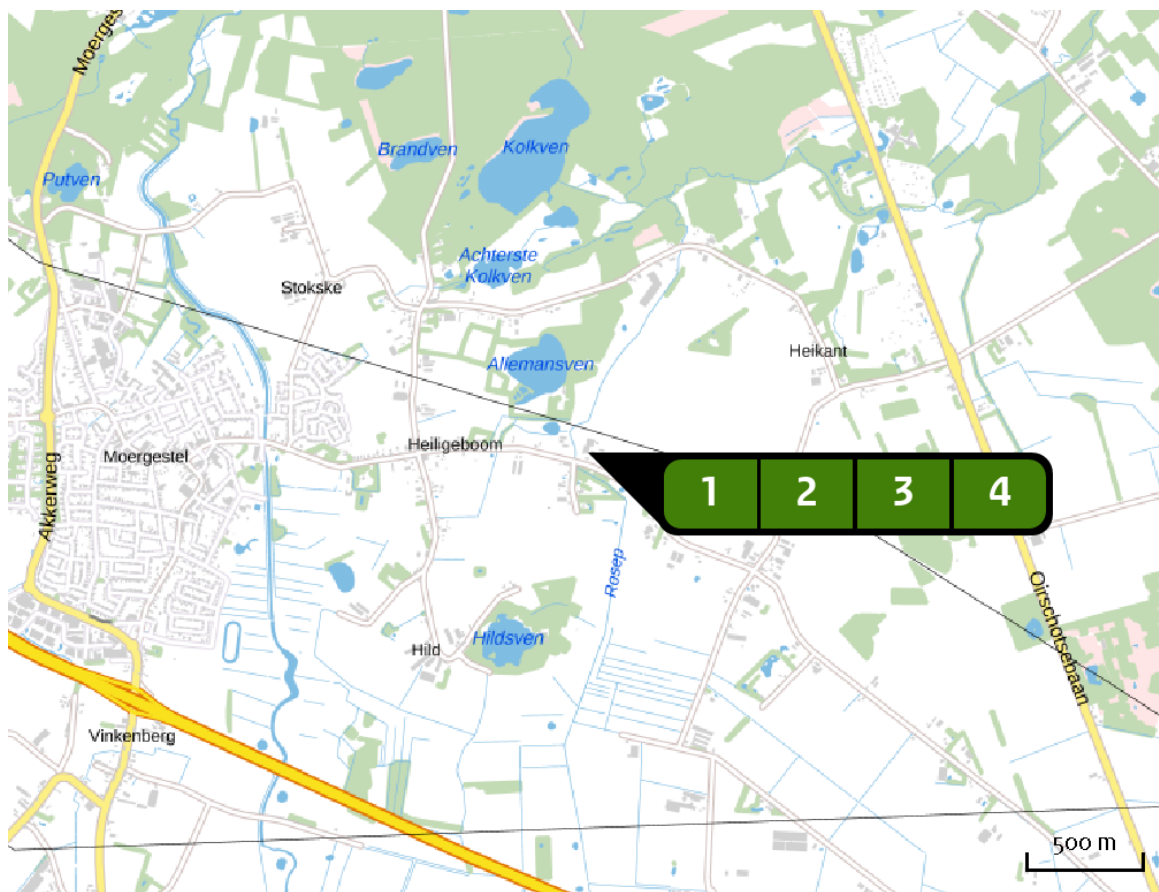 Moerges
Brandven
Kolkven
Putven
Achterste
Kolkven
Stokske
Heikant
Allemansven
Heiligeboom
Moergestel
Akkerweg
1 2 3 4
Rosep
Oirschotsebaan
Hildsven
Hild
Vinkenberg
500 m